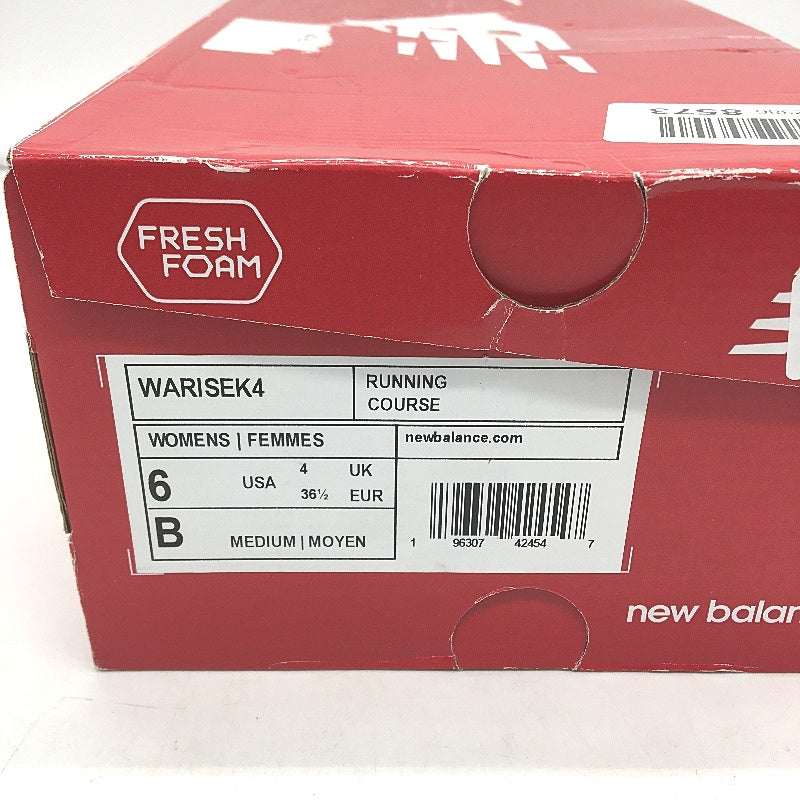 8573
FRESH
FOAM
WARISEK4
RUNNING
COURSE
WOMENS | FEMMES
newbalance.com
6 USA 4 UK
36½ EUR
B MEDIUM | MOYEN
1 96307 42454 7
new balan